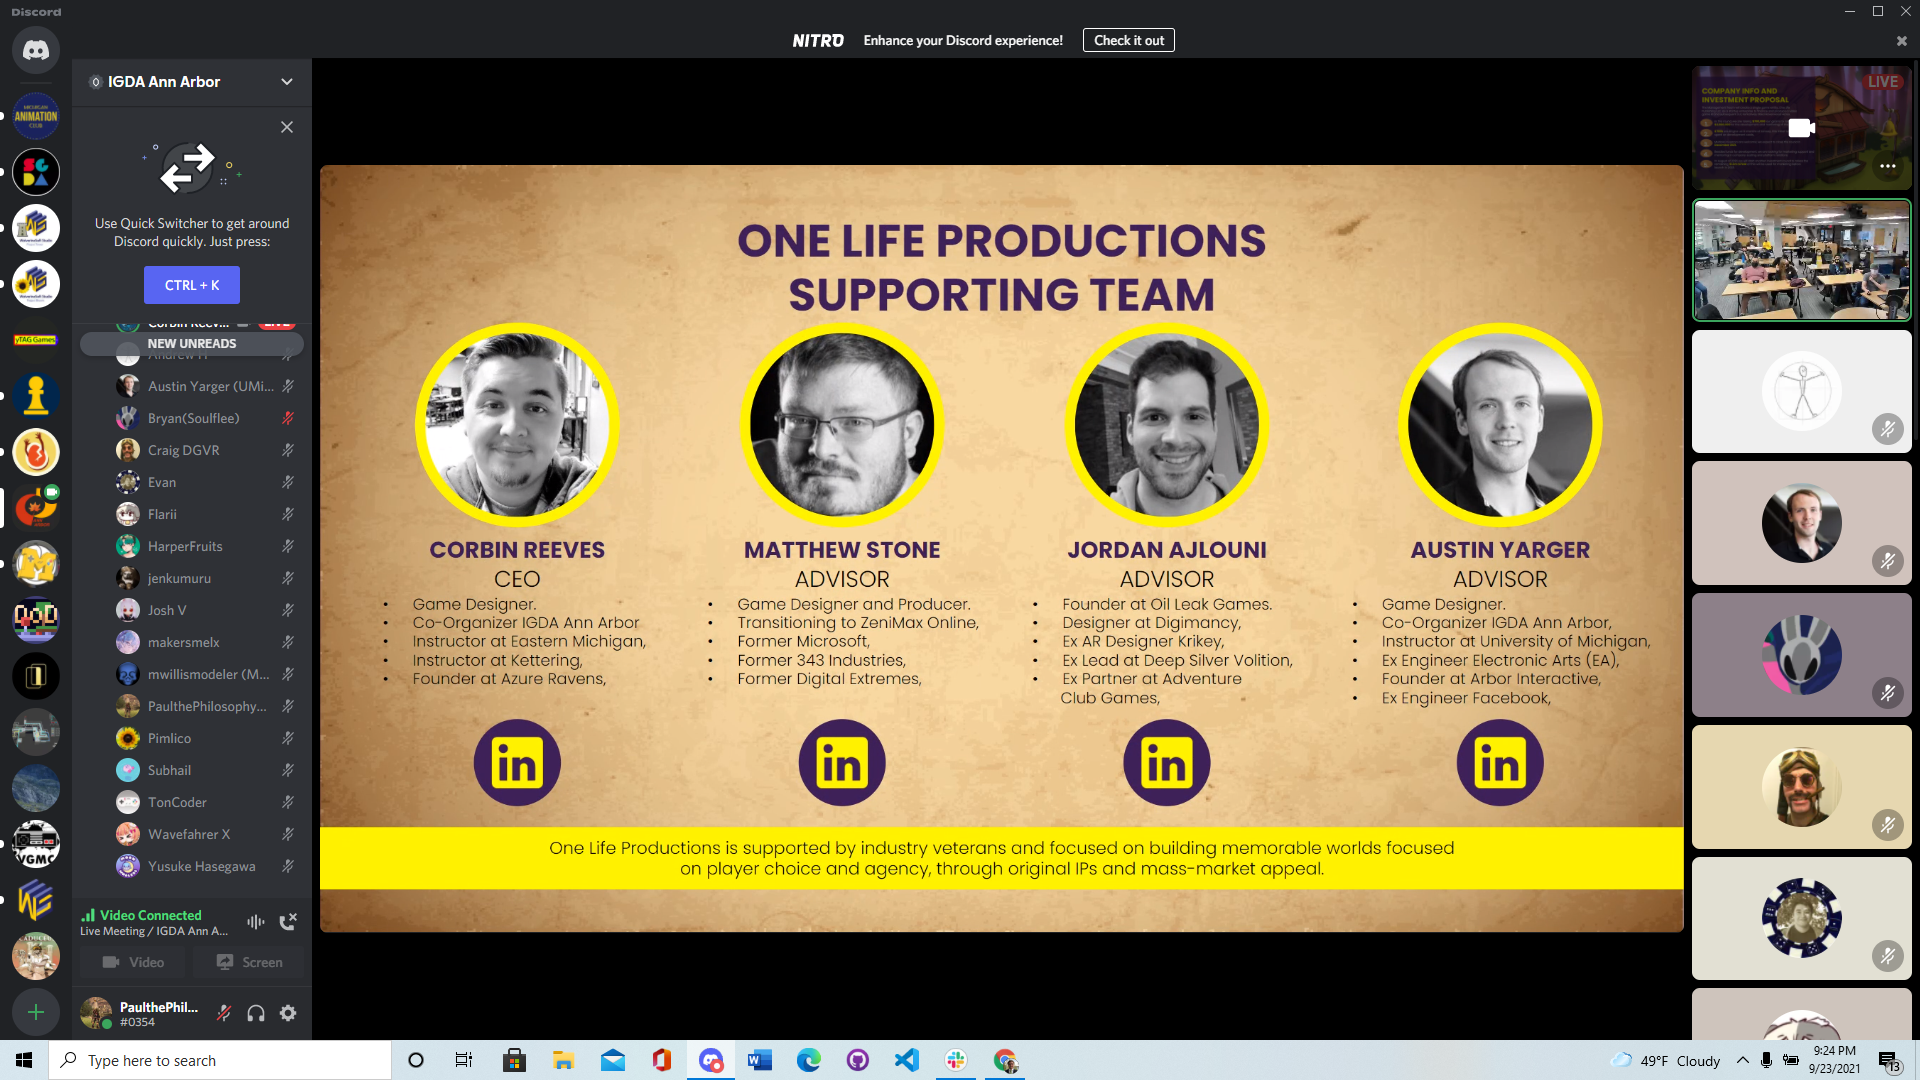 Discord
NITRO
Enhance your Discord experience!
Check it out
IGDA Ann Arbor
Use Quick Switcher to get around
Discord quickly. Just press:
CTRL + K
Corbin Reev...
LIVE
NEW UNREADS
Andrew H
Austin Yarger (UMi...
Bryan(Soulflee)
Craig DGVR
Evan
Flarii
HarperFruits
jenkumuru
Josh V
makersmelx
mwillismodeler (M...
PaulthePhilosophy...
Pimlico
Subhail
TonCoder
Wavefahrer X
Yusuke Hasegawa
Video Connected
Live Meeting / IGDA Ann A...
Video
Screen
PaulthePhil...
#0354
ANIMATION
yTAG Games
VGMC
ONE LIFE PRODUCTIONS
SUPPORTING TEAM
CORBIN REEVES
CEO
• Game Designer.
• Co-Organizer IGDA Ann Arbor
• Instructor at Eastern Michigan,
• Instructor at Kettering,
• Founder at Azure Ravens,
MATTHEW STONE
ADVISOR
• Game Designer and Producer.
• Transitioning to ZeniMax Online,
• Former Microsoft,
• Former 343 Industries,
• Former Digital Extremes,
JORDAN AJLOUNI
ADVISOR
• Founder at Oil Leak Games.
• Designer at Digimancy,
• Ex AR Designer Krikey,
• Ex Lead at Deep Silver Volition,
• Ex Partner at Adventure
Club Games,
AUSTIN YARGER
ADVISOR
• Game Designer.
• Co-Organizer IGDA Ann Arbor,
• Instructor at University of Michigan,
• Ex Engineer Electronic Arts (EA),
• Founder at Arbor Interactive,
• Ex Engineer Facebook,
in
in
in
in
One Life Productions is supported by industry veterans and focused on building memorable worlds focused
on player choice and agency, through original IPs and mass-market appeal.
LIVE
COMPANY INFO AND
INVESTMENT PROPOSAL
Type here to search
49°F Cloudy
9:24 PM
9/23/2021
13